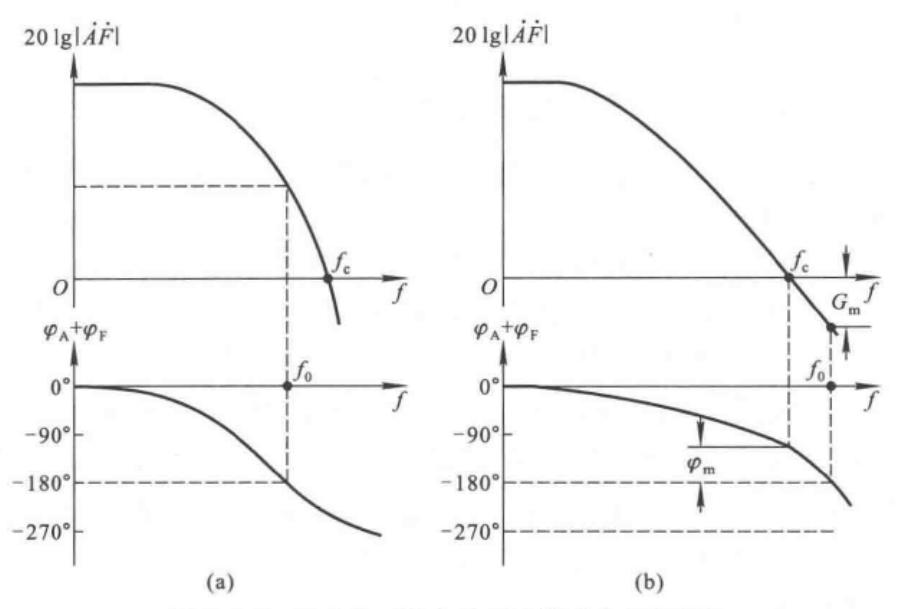 20 lg|ȦḞ|
f_c
O
f
φ_A+φ_F
f_0
0°
f
−90°
−180°
−270°
(a)
20 lg|ȦḞ|
f_c
O
f
G_m
φ_A+φ_F
f_0
0°
f
−90°
φ_m
−180°
−270°
(b)